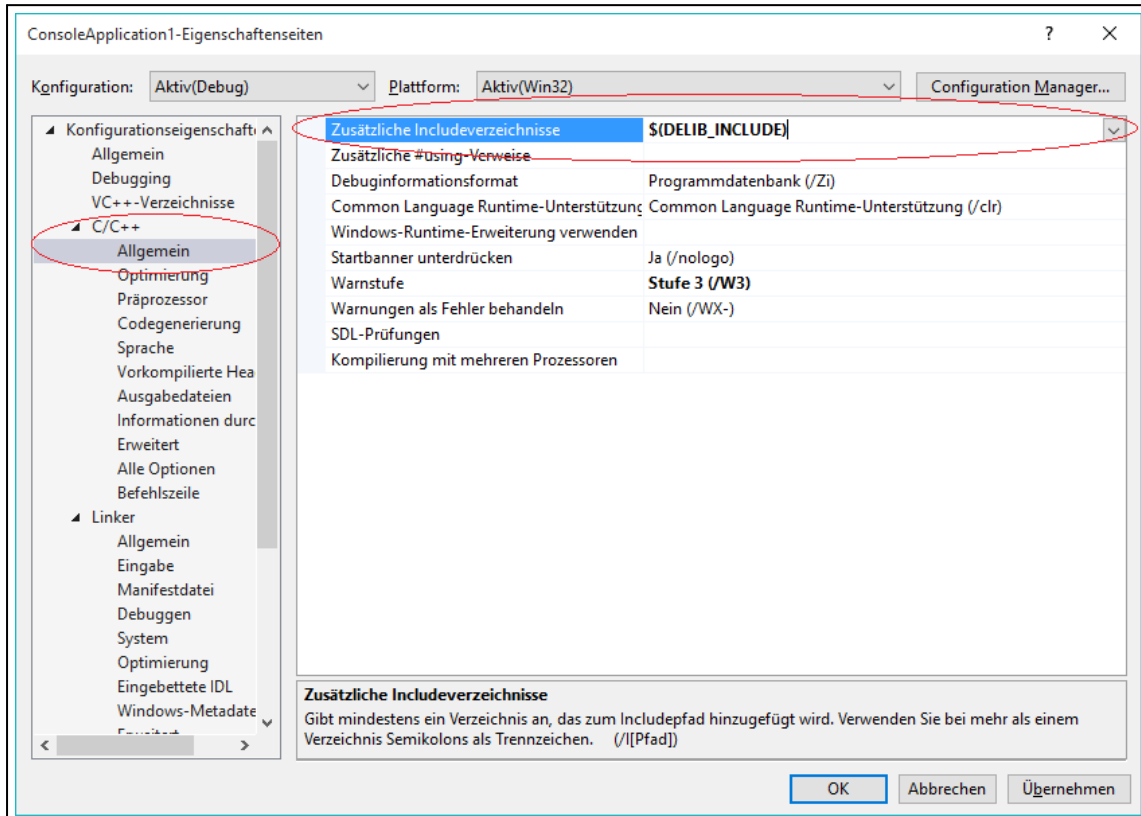 ConsoleApplication1-Eigenschaftenseiten
Konfiguration: Aktiv(Debug) Plattform: Aktiv(Win32) Configuration Manager...
Konfigurationseigenschaft
Allgemein
Debugging
VC++-Verzeichnisse
C/C++
Allgemein
Optimierung
Präprozessor
Codegenerierung
Sprache
Vorkompilierte Hea
Ausgabedateien
Informationen durc
Erweitert
Alle Optionen
Befehlszeile
Linker
Allgemein
Eingabe
Manifestdatei
Debuggen
System
Optimierung
Eingebettete IDL
Windows-Metadate
Zusätzliche Includeverzeichnisse $(DELIB_INCLUDE)
Zusätzliche #using-Verweise
Debuginformationsformat Programmdatenbank (/Zi)
Common Language Runtime-Unterstützung Common Language Runtime-Unterstützung (/clr)
Windows-Runtime-Erweiterung verwenden
Startbanner unterdrücken Ja (/nologo)
Warnstufe Stufe 3 (/W3)
Warnungen als Fehler behandeln Nein (/WX-)
SDL-Prüfungen
Kompilierung mit mehreren Prozessoren
Zusätzliche Includeverzeichnisse
Gibt mindestens ein Verzeichnis an, das zum Includepfad hinzugefügt wird. Verwenden Sie bei mehr als einem
Verzeichnis Semikolons als Trennzeichen. (/I[Pfad])
OK Abbrechen Übernehmen